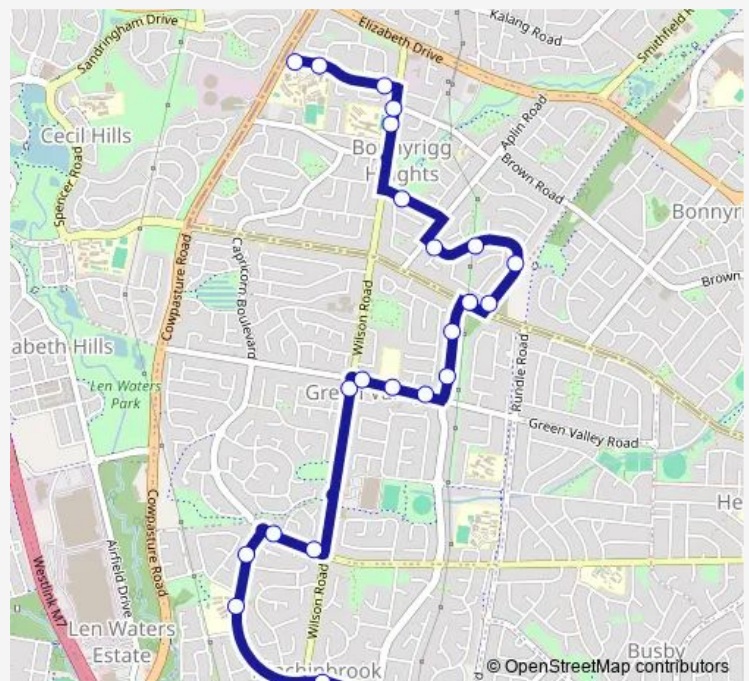 Sandringham Drive
Elizabeth Drive
Kalang Road
Smithfield R
Cecil Hills
Spencer Road
Bonnyrigg
Heights
Aplin Road
Brown Road
Bonnyr
Brown
Cowpasture Road
Capricorn Boulevard
Wilson Road
abeth Hills
Len Waters
Park
Rundle Road
Green Valley Road
He
Cowpasture Road
Westlink M7
Airfield Drive
Wilson Road
Len Waters
Estate
Busby
© OpenStreetMap contributors